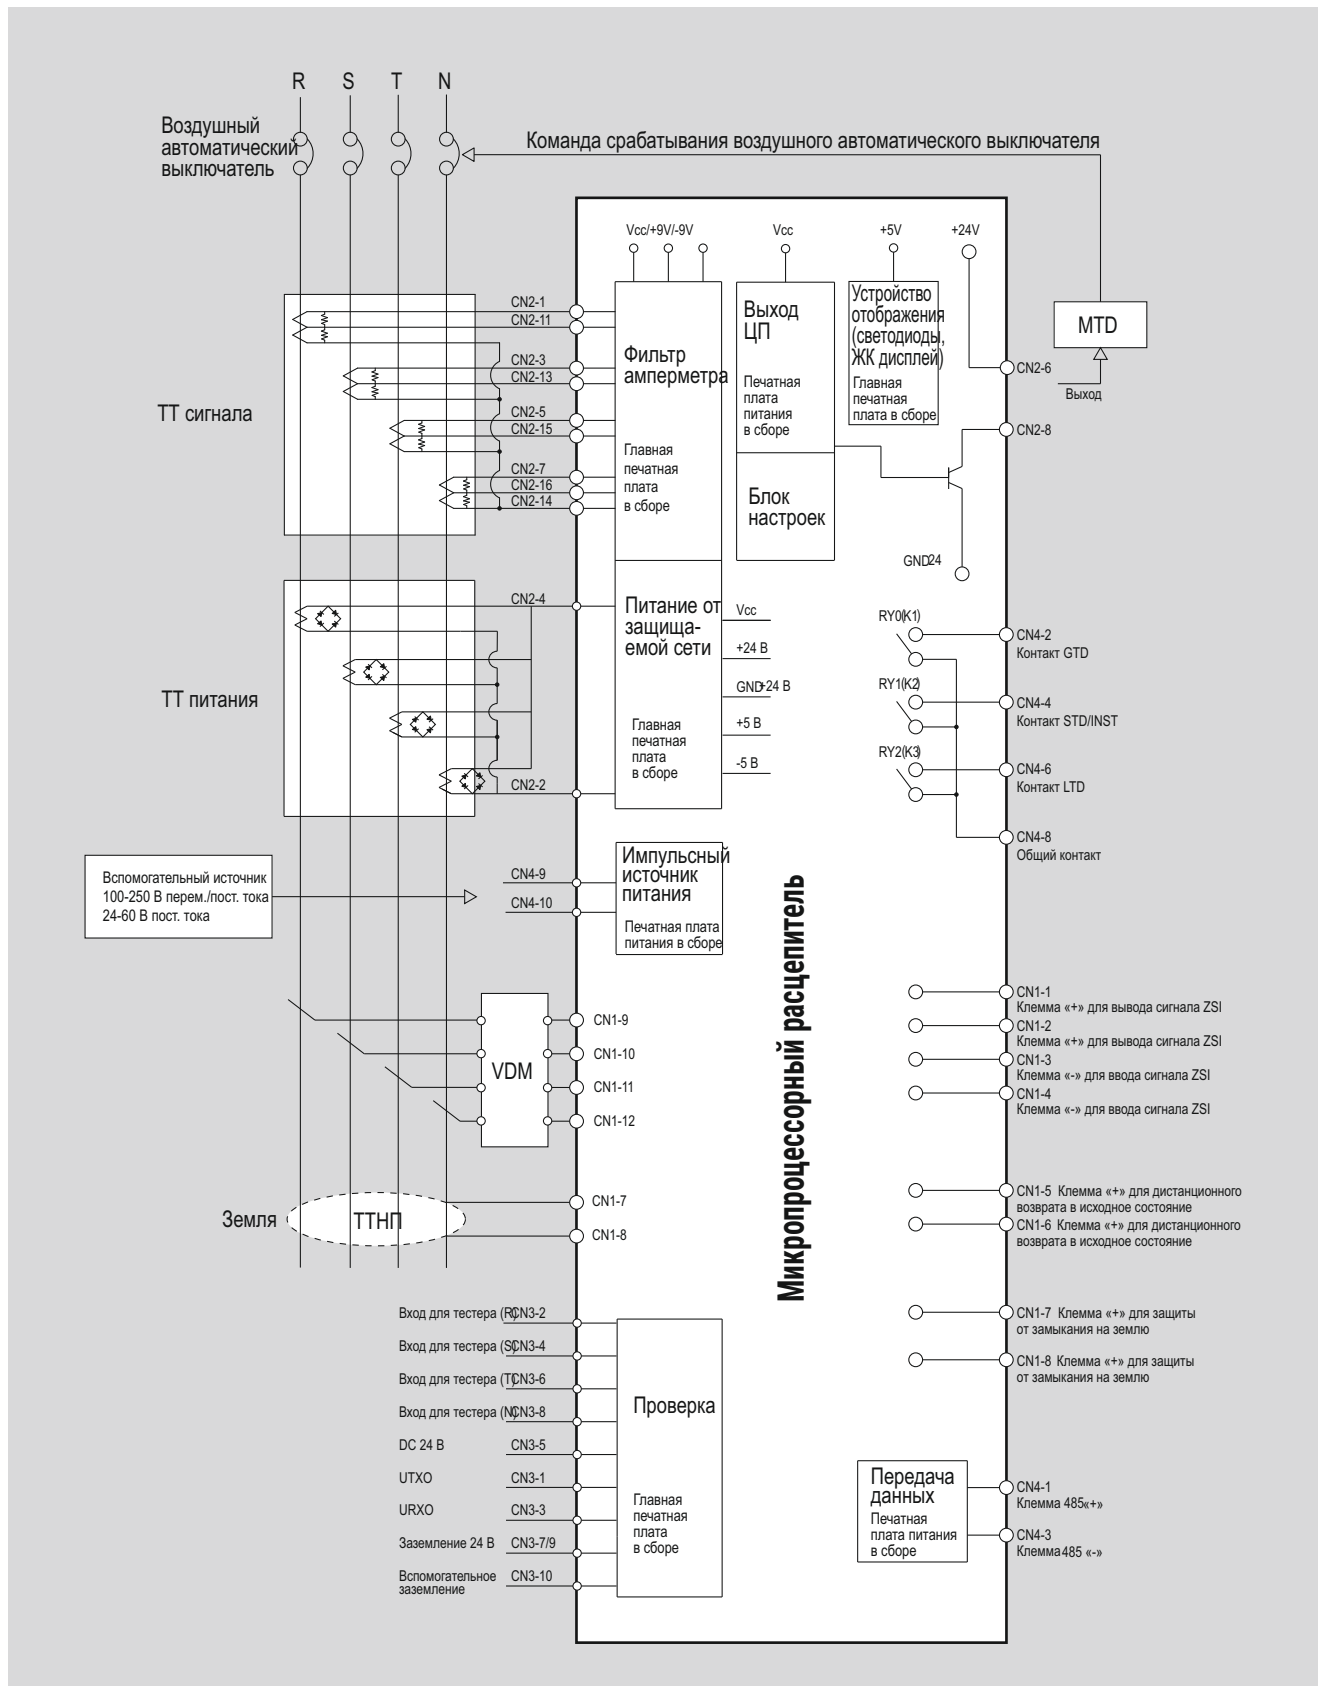 R S T N
Воздушный
автоматический
выключатель
Команда срабатывания воздушного автоматического выключателя
Vcc/+9V/-9V
Vcc
+5V
+24V
CN2-1
CN2-11
CN2-3
CN2-13
CN2-5
CN2-15
CN2-7
CN2-16
CN2-14
ТТ сигнала
Фильтр
амперметра
Главная
печатная
плата
в сборе
Выход
ЦП
Печатная
плата
питания
в сборе
Блок
настроек
Устройство
отображения
(светодиоды,
ЖК дисплей)
Главная
печатная
плата в сборе
MTD
Выход
CN2-6
CN2-8
GND24
CN2-4
CN2-2
ТТ питания
Питание от
защища-
емой сети
Главная
печатная
плата
в сборе
Vcc
+24 В
GND+24 В
+5 В
-5 В
RY0(K1)
CN4-2
Контакт GTD
RY1(K2)
CN4-4
Контакт STD/INST
RY2(K3)
CN4-6
Контакт LTD
CN4-8
Общий контакт
Вспомогательный источник
100-250 В перем./пост. тока
24-60 В пост. тока
CN4-9
CN4-10
Импульсный
источник
питания
Печатная плата
питания в сборе
Микропроцессорный расцепитель
VDM
CN1-9
CN1-10
CN1-11
CN1-12
CN1-1
Клемма «+» для вывода сигнала ZSI
CN1-2
Клемма «+» для вывода сигнала ZSI
CN1-3
Клемма «-» для ввода сигнала ZSI
CN1-4
Клемма «-» для ввода сигнала ZSI
Земля
ТТНП
CN1-7
CN1-8
CN1-5 Клемма «+» для дистанционного
возврата в исходное состояние
CN1-6 Клемма «+» для дистанционного
возврата в исходное состояние
CN1-7 Клемма «+» для защиты
от замыкания на землю
CN1-8 Клемма «+» для защиты
от замыкания на землю
Вход для тестера (R) CN3-2
Вход для тестера (S) CN3-4
Вход для тестера (T) CN3-6
Вход для тестера (N) CN3-8
DC 24 В CN3-5
UTXO CN3-1
URXO CN3-3
Заземление 24 В CN3-7/9
Вспомогательное
заземление
CN3-10
Проверка
Главная
печатная
плата
в сборе
Передача
данных
Печатная
плата питания
в сборе
CN4-1
Клемма 485«+»
CN4-3
Клемма 485 «-»